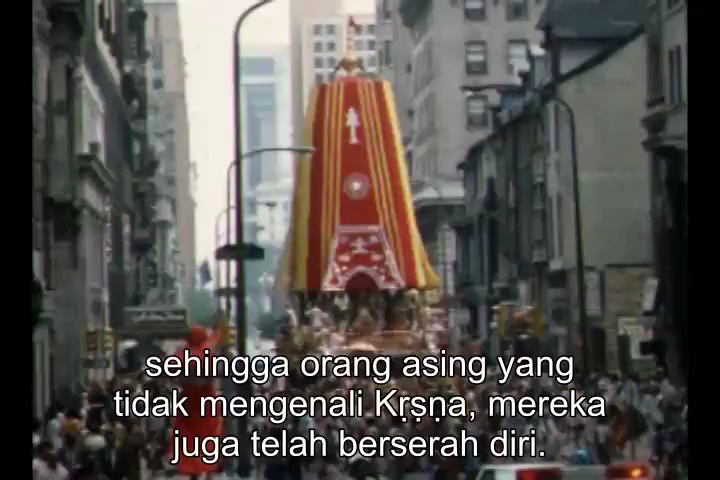 sehingga orang asing yang
tidak mengenali Kṛṣṇa, mereka
juga telah berserah diri.